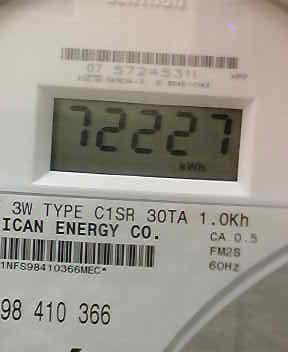 07 57245311
72227
kWh
3W TYPE C1SR 30TA 1.0Kh
ICAN ENERGY CO.
CA 0.5
FM2S
60Hz
1NFS98410366MEC*
98 410 366